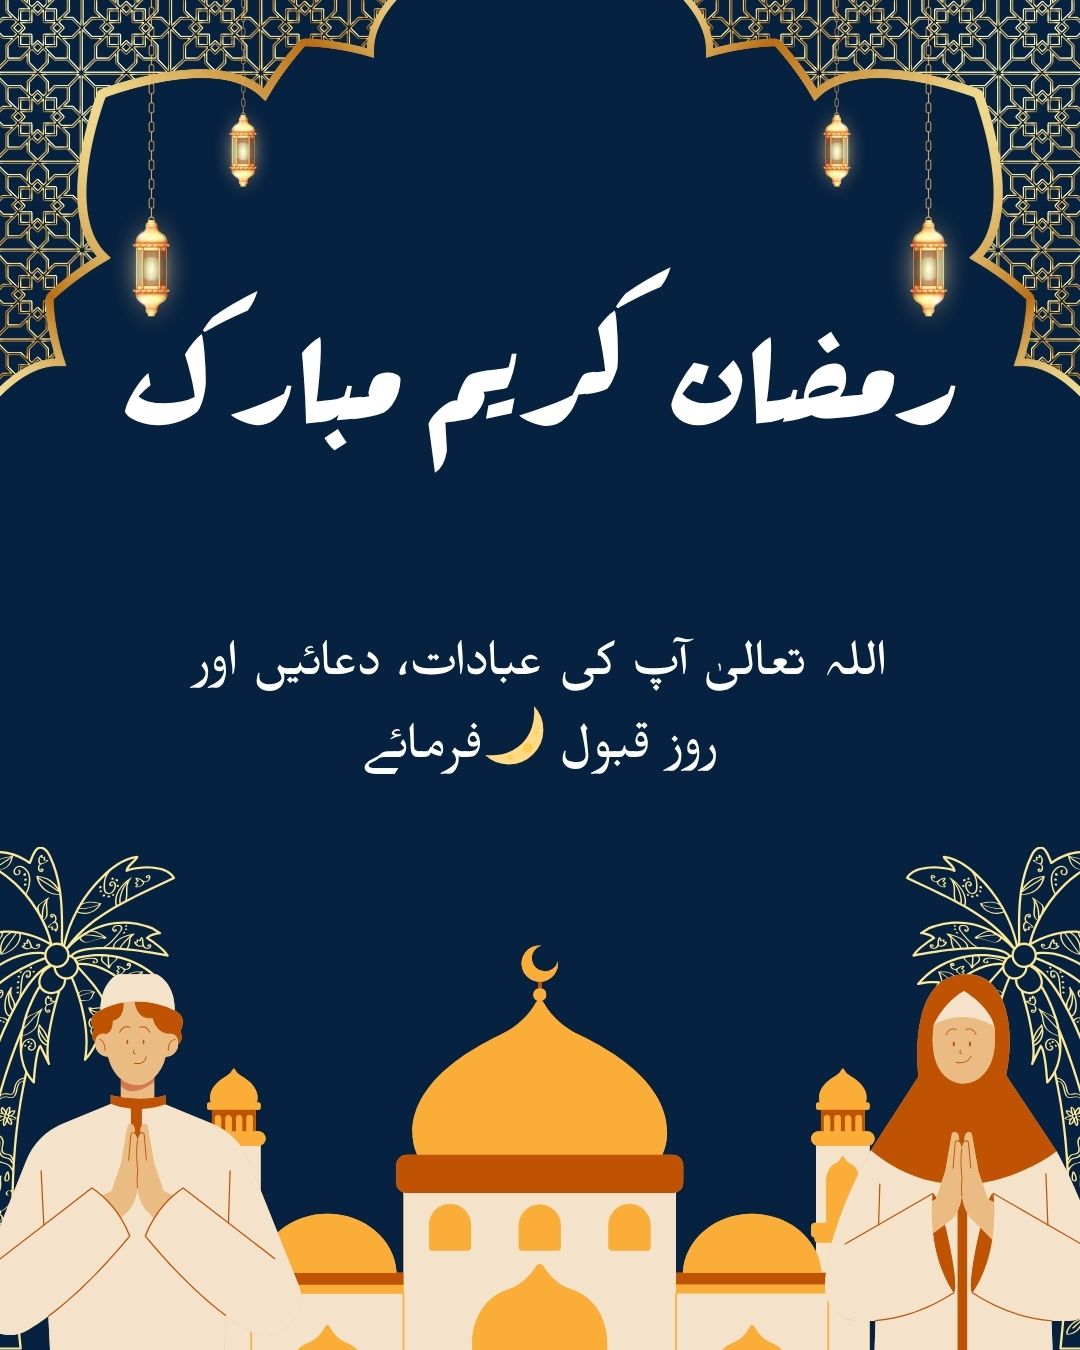 رمضان کریم مبارک
اللہ تعالیٰ آپ کی عبادات، دعائیں اور
روز قبول 🌙فرمائے